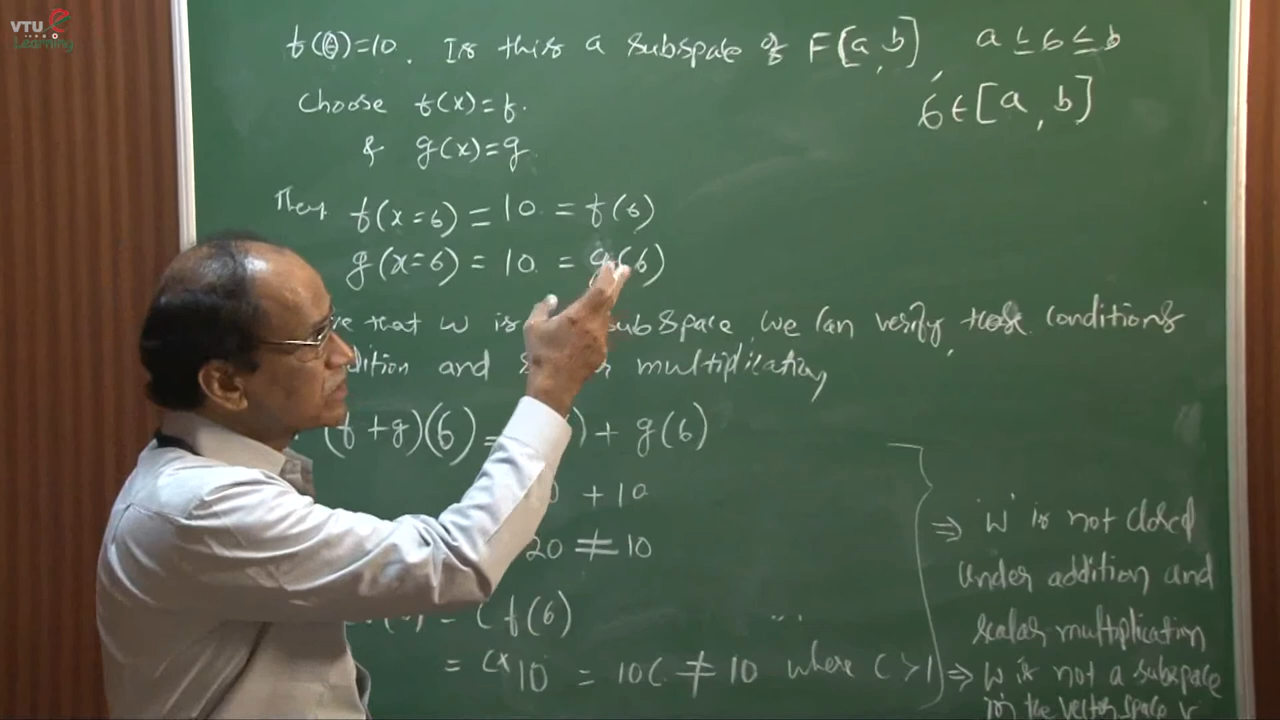 VTU e Learning
f(6)=10. Is this a subspace of F[a, b], a ≤ 6 ≤ b
6 ∈ [a, b]
Choose f(x)=f.
& g(x)=g
Then f(x=6) = 10 = f(6)
g(x=6) = 10 = g(6)
that W is subspace we can verify, conditions
and multiplication
(f+g)(6) = + g(6)
+ 10
20 ≠ 10
= C f(6)
= C×10 = 10C ≠ 10 where C>1
⇒ W is not closed
under addition and
scalar multiplication
⇒ W is not a subspace
the vector space V